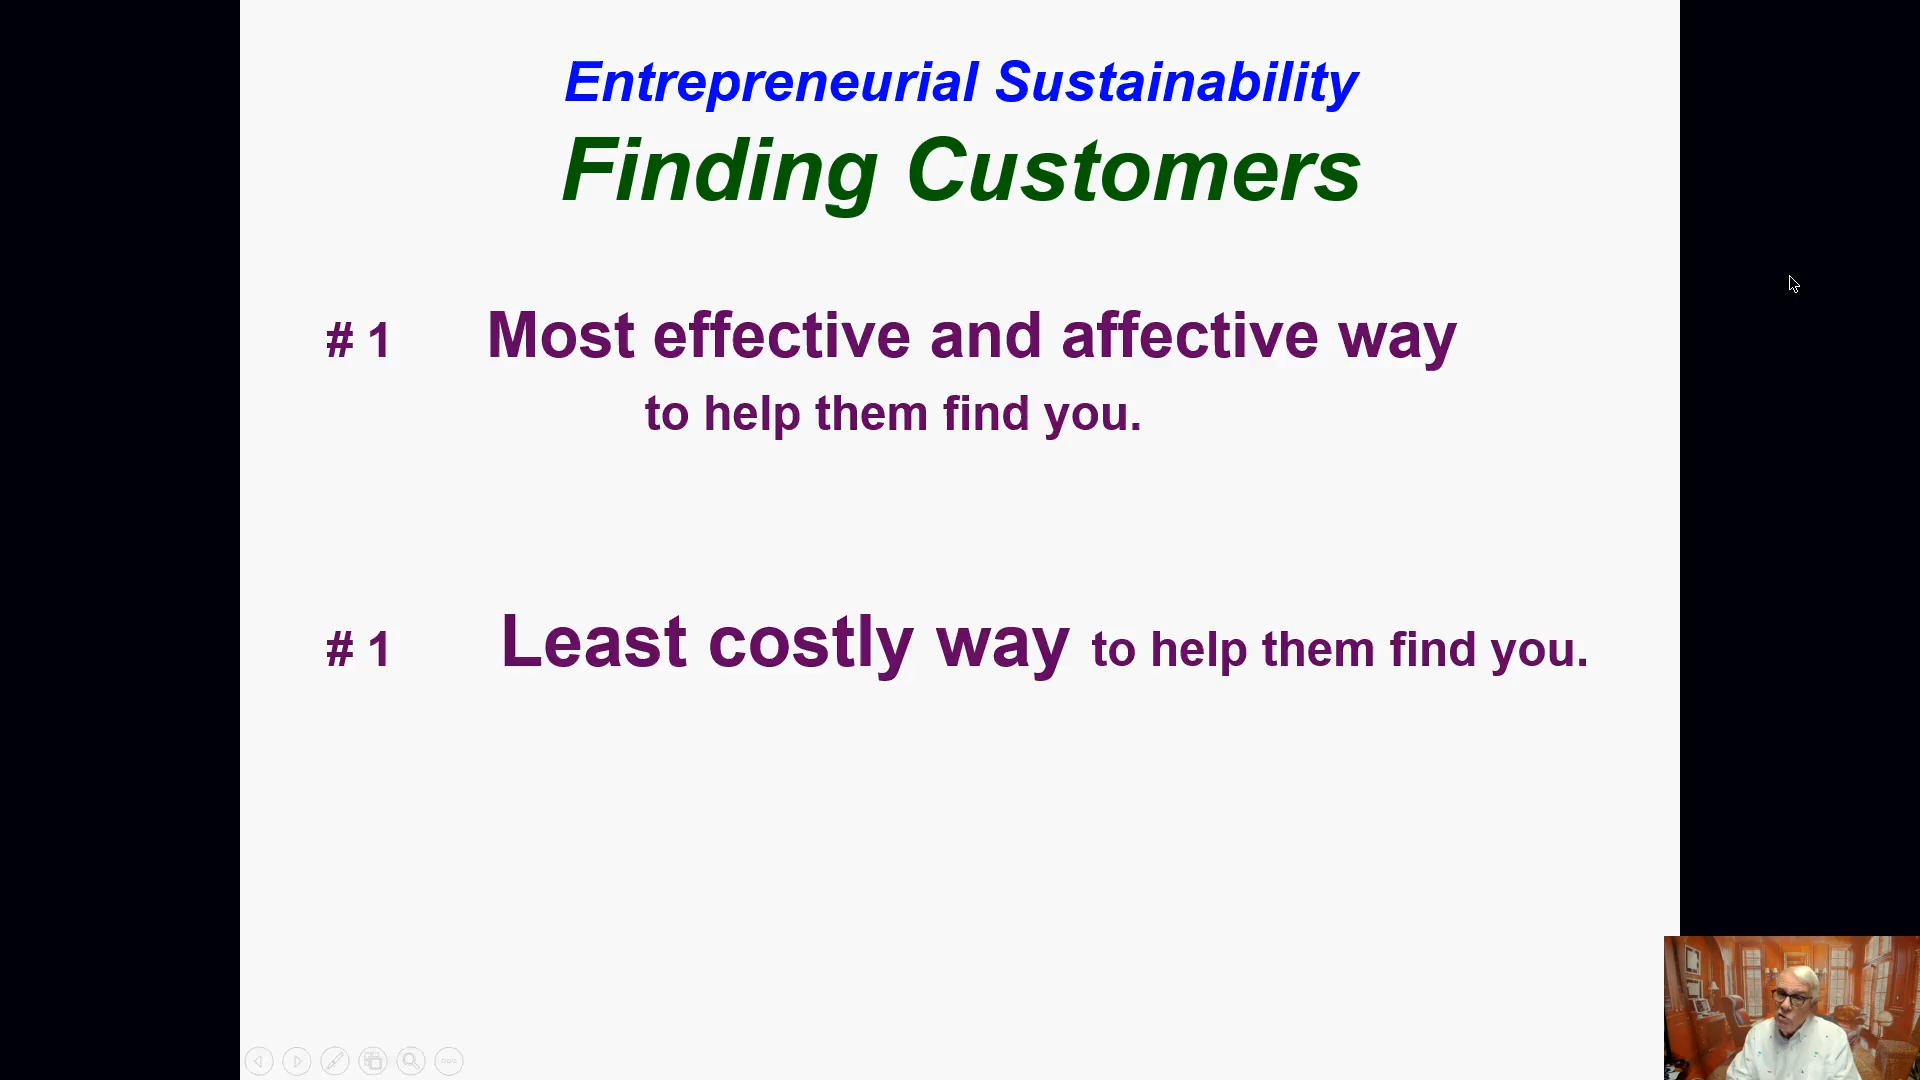 Entrepreneurial Sustainability
Finding Customers
# 1 Most effective and affective way
to help them find you.
# 1 Least costly way to help them find you.